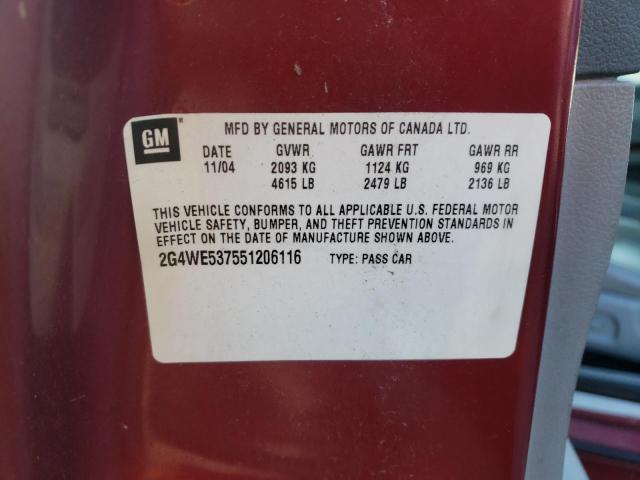 GM MFD BY GENERAL MOTORS OF CANADA LTD.
DATE GVWR GAWR FRT GAWR RR
11/04 2093 KG 1124 KG 969 KG
4615 LB 2479 LB 2136 LB
THIS VEHICLE CONFORMS TO ALL APPLICABLE U.S. FEDERAL MOTOR
VEHICLE SAFETY, BUMPER, AND THEFT PREVENTION STANDARDS IN
EFFECT ON THE DATE OF MANUFACTURE SHOWN ABOVE.
2G4WE537551206116 TYPE: PASS CAR